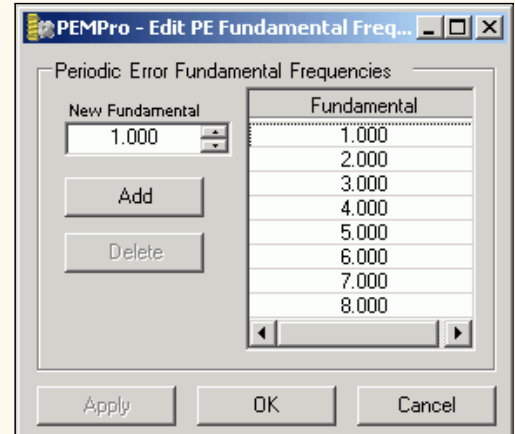 PEMPro - Edit PE Fundamental Freq...
Periodic Error Fundamental Frequencies
New Fundamental
1.000
Add
Delete
Fundamental
1.000
2.000
3.000
4.000
5.000
6.000
7.000
8.000
Apply
OK
Cancel